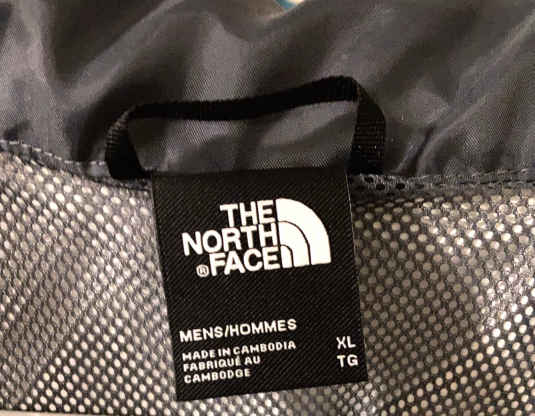 THE
NORTH
®FACE
MENS/HOMMES
MADE IN CAMBODIA
FABRIQUÉ AU
CAMBODGE
XL
TG